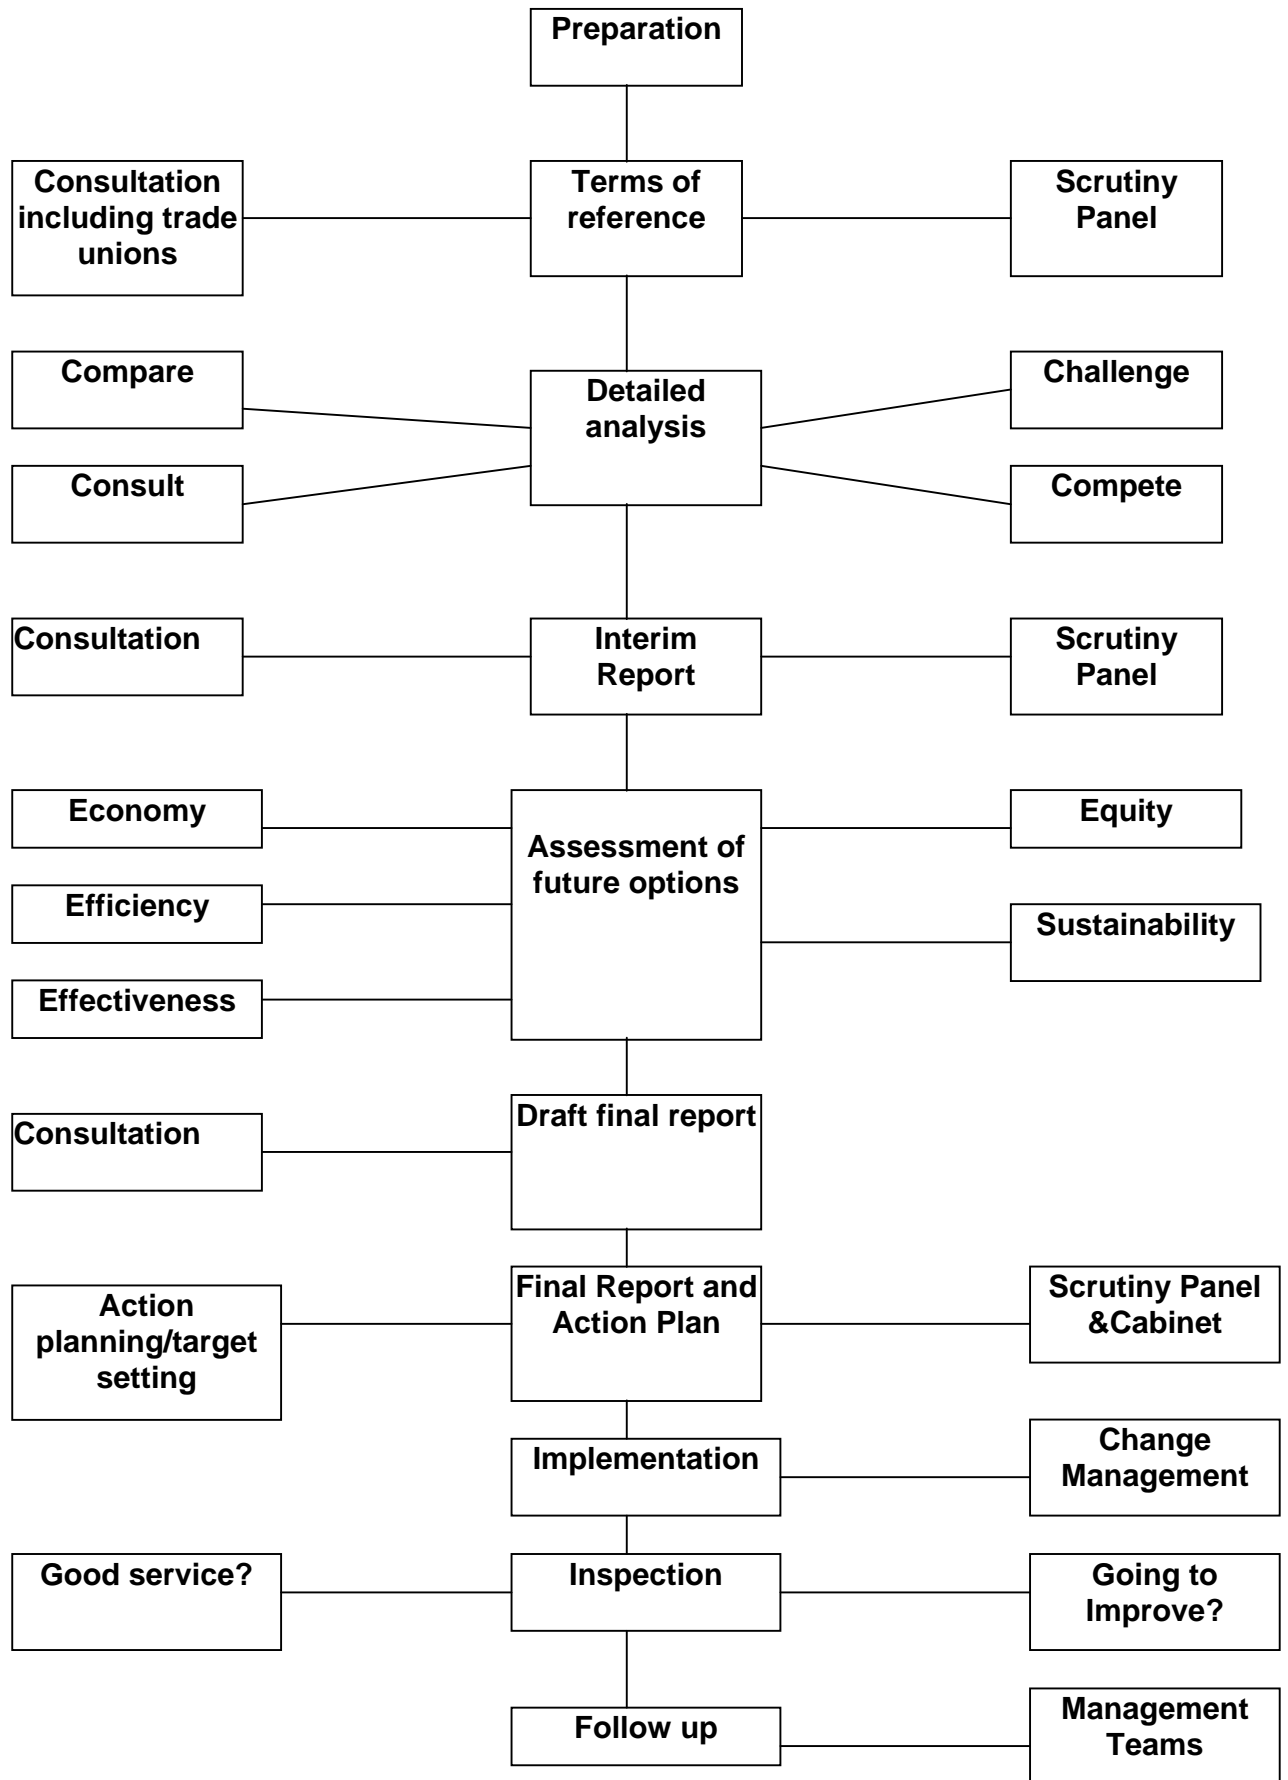 Preparation
Consultation
including trade
unions
Terms of
reference
Scrutiny
Panel
Compare
Detailed
analysis
Challenge
Consult
Compete
Consultation
Interim
Report
Scrutiny
Panel
Economy
Assessment of
future options
Equity
Efficiency
Sustainability
Effectiveness
Consultation
Draft final report
Action
planning/target
setting
Final Report and
Action Plan
Scrutiny Panel
&Cabinet
Implementation
Change
Management
Good service?
Inspection
Going to
Improve?
Follow up
Management
Teams